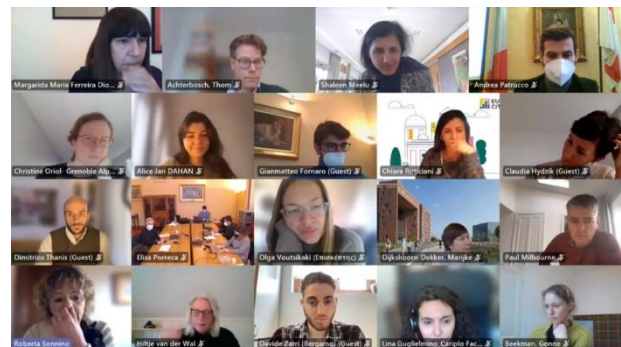 Margarida Maria Ferreira Dio...
Achterbosch, Thom
Shaleen Meelu
Andrea Patrucco
Christine Oriol- Grenoble Alp...
Alice Jan DAHAN
Gianmatteo Fornaro (Guest)
Chiara Roticiani
Claudia Hydzik (Guest)
Dimitrios Thanis (Guest)
Elisa Porreca
Olga Voutsikaki (Επισκέπτης)
Dijkshoorn-Dekker, Marijke
Paul Milbourne
Roberta Sonnino
Hiltje van der Wal
Davide Zarri (Bergamo) (Guest)
Lina Guglielmino, Cariplo Fac...
Beekman, Gonne